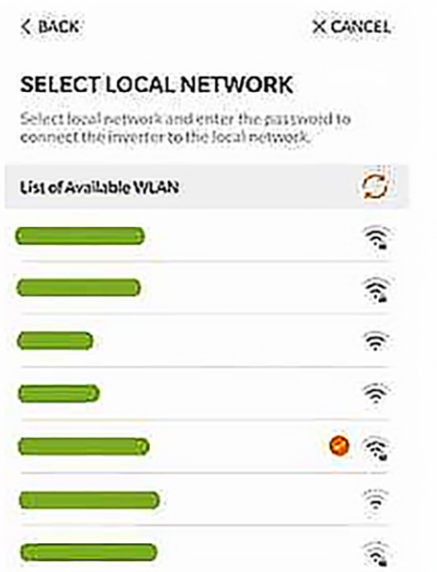 < BACK
X CANCEL
SELECT LOCAL NETWORK
Select local network and enter the password to
connect the inverter to the local network.
List of Available WLAN